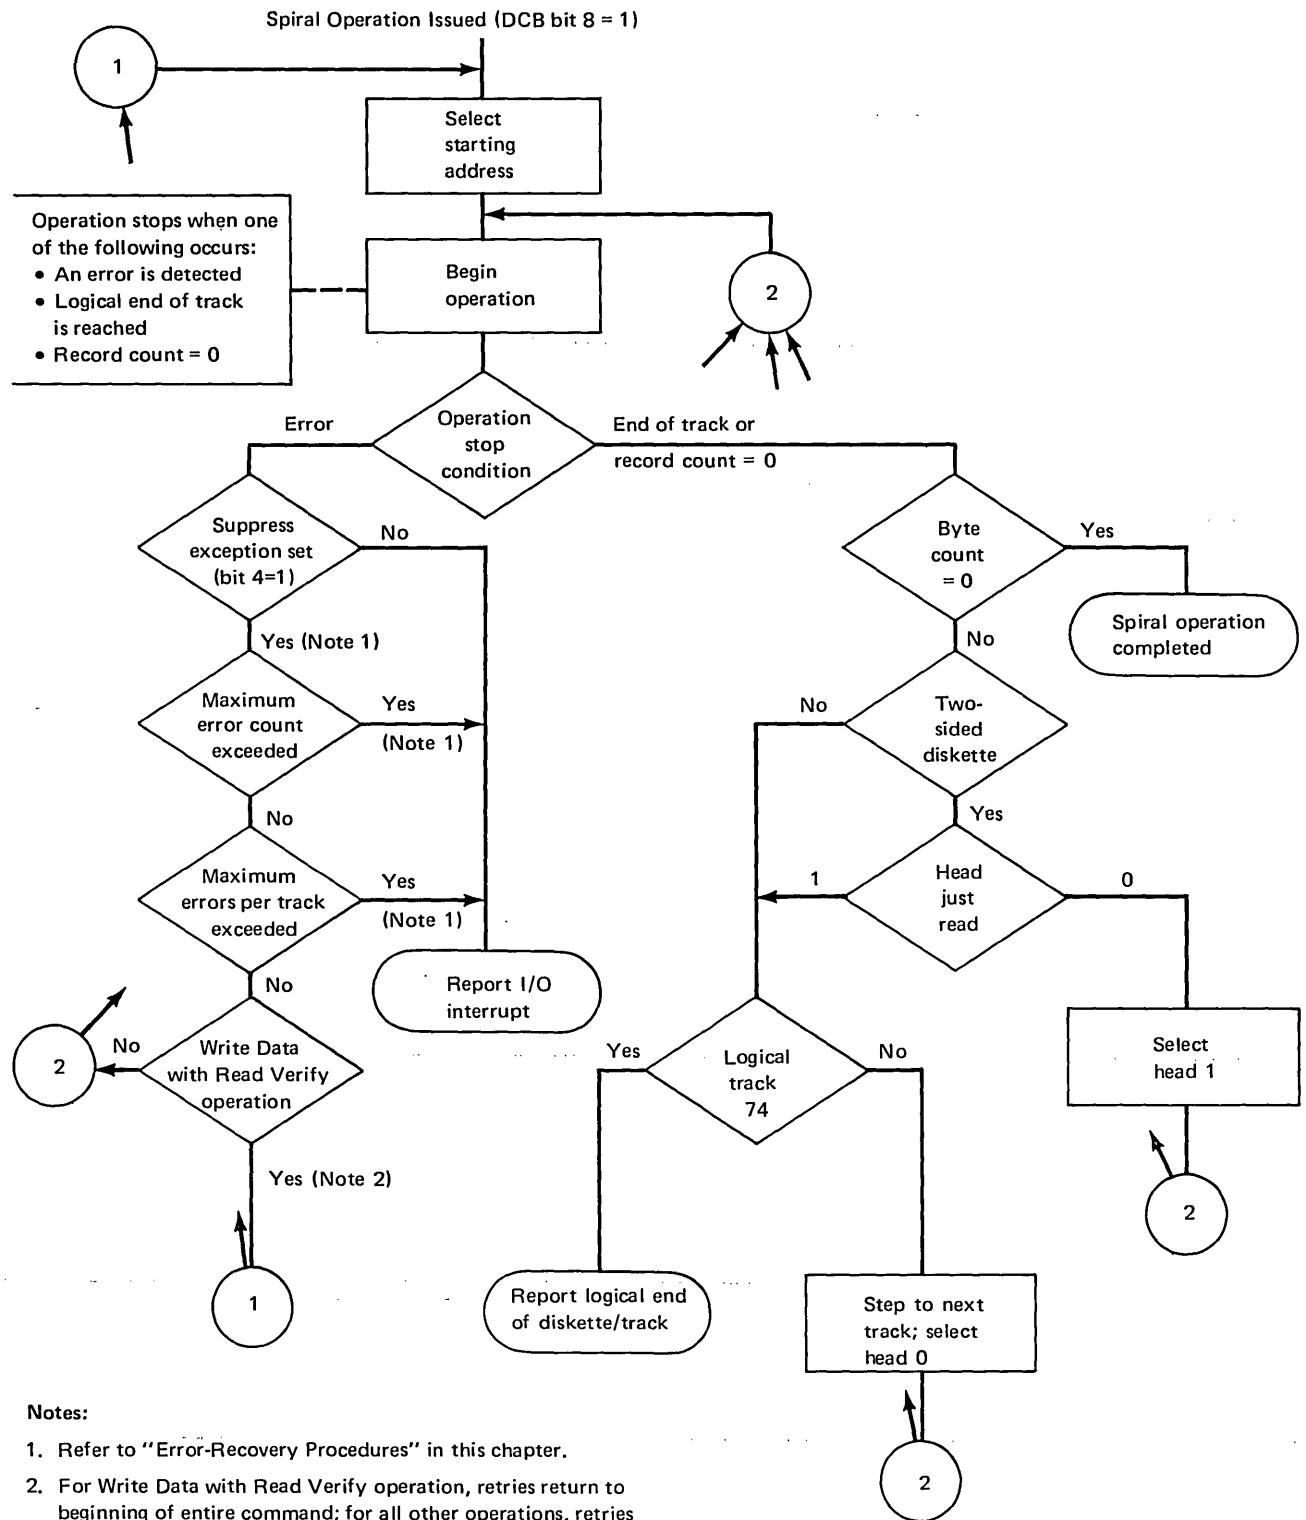 Spiral Operation Issued (DCB bit 8 = 1)
1
Select
starting
address
Operation stops when one
of the following occurs:
• An error is detected
• Logical end of track
is reached
• Record count = 0
Begin
operation
2
Error
Operation
stop
condition
End of track or
record count = 0
Suppress
exception set
(bit 4=1)
No
Byte
count
= 0
Yes
Spiral operation
completed
Yes (Note 1)
No
Maximum
error count
exceeded
Yes
(Note 1)
No
Two-
sided
diskette
No
Yes
Maximum
errors per track
exceeded
Yes
(Note 1)
1
Head
just
read
0
No
Report I/O
interrupt
2
No
Write Data
with Read Verify
operation
Yes
Logical
track
74
No
Select
head 1
Yes (Note 2)
2
1
Report logical end
of diskette/track
Step to next
track; select
head 0
2
Notes:
1. Refer to "Error-Recovery Procedures" in this chapter.
2. For Write Data with Read Verify operation, retries return to
beginning of entire command; for all other operations, retries